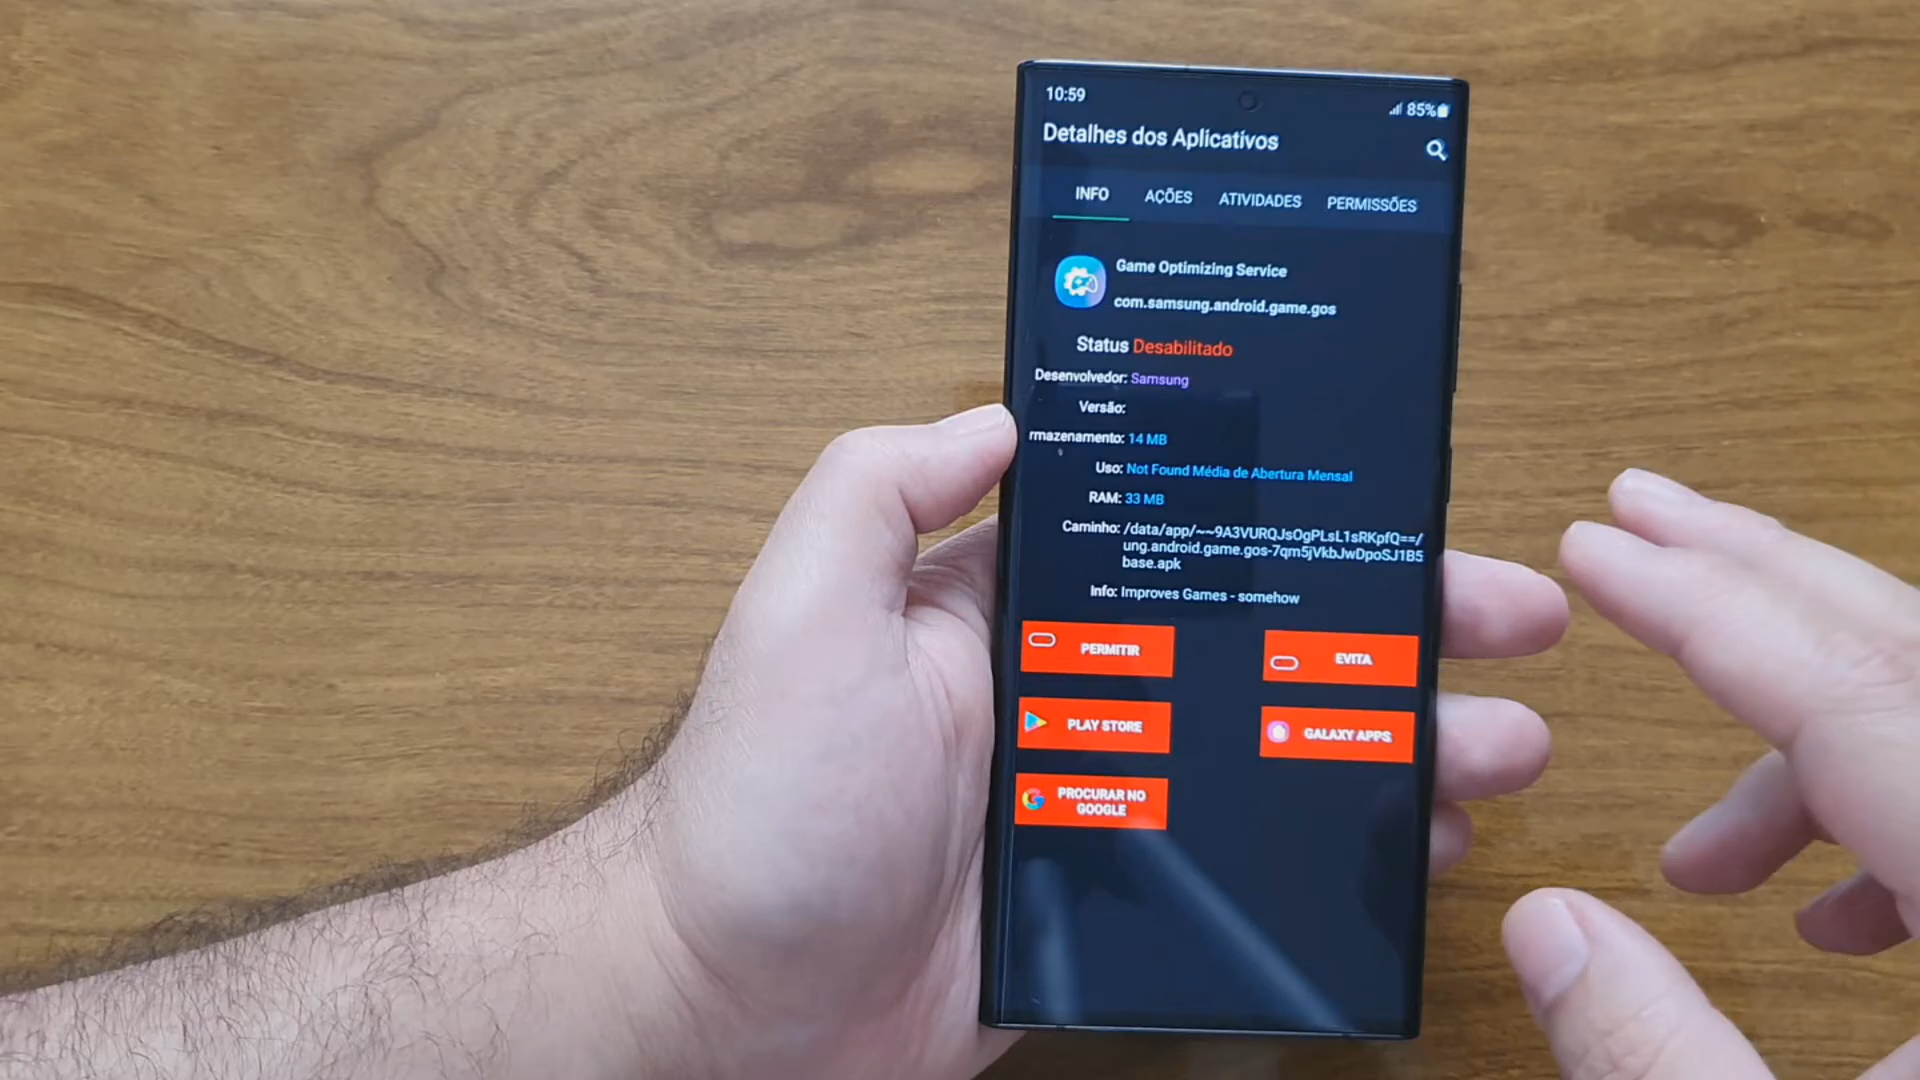 10:59
85%
Detalhes dos Aplicativos
INFO
AÇÕES
ATIVIDADES
PERMISSÕES
Game Optimizing Service
com.samsung.android.game.gos
Status Desabilitado
Desenvolvedor: Samsung
Versão:
rmazenamento: 14 MB
Uso: Not Found Média de Abertura Mensal
RAM: 33 MB
Caminho: /data/app/~~9A3VURQJsOgPLsL1sRKpfQ==/
ung.android.game.gos-7qm5jVkbJwDpoSJ1B5
base.apk
Info: Improves Games - somehow
PERMITIR
EVITA
PLAY STORE
GALAXY APPS
PROCURAR NO
GOOGLE